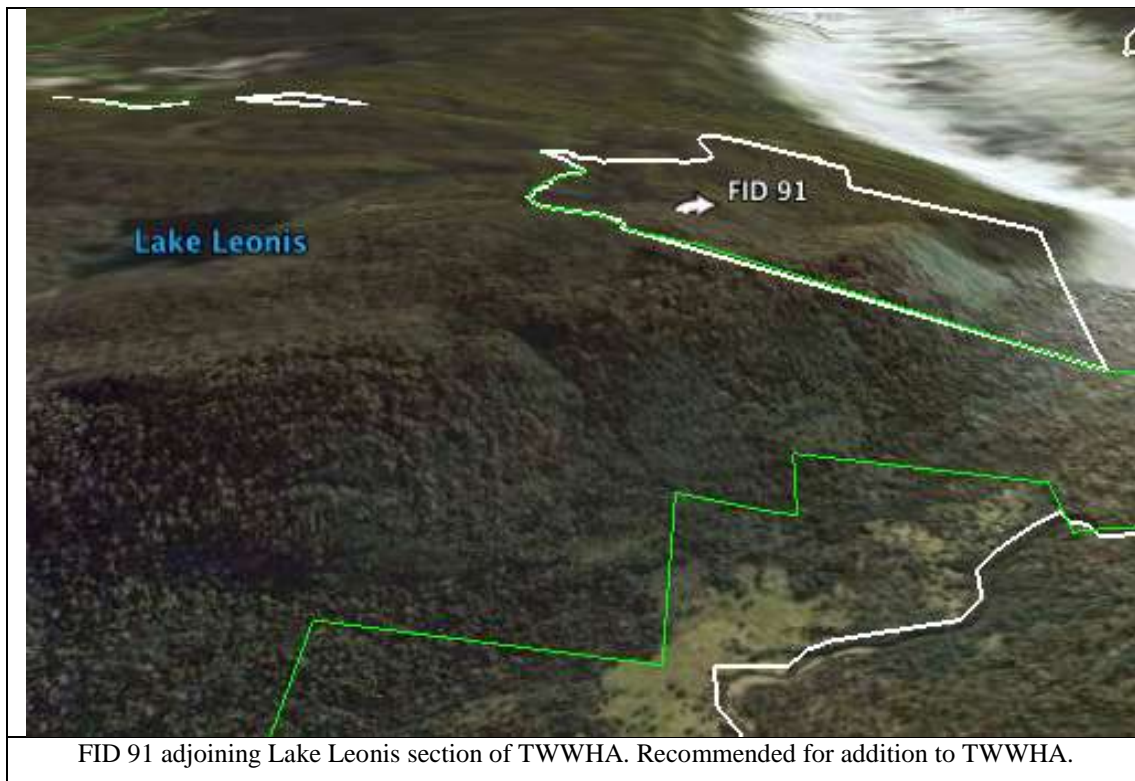 FID 91
Lake Leonis
FID 91 adjoining Lake Leonis section of TWWHA. Recommended for addition to TWWHA.